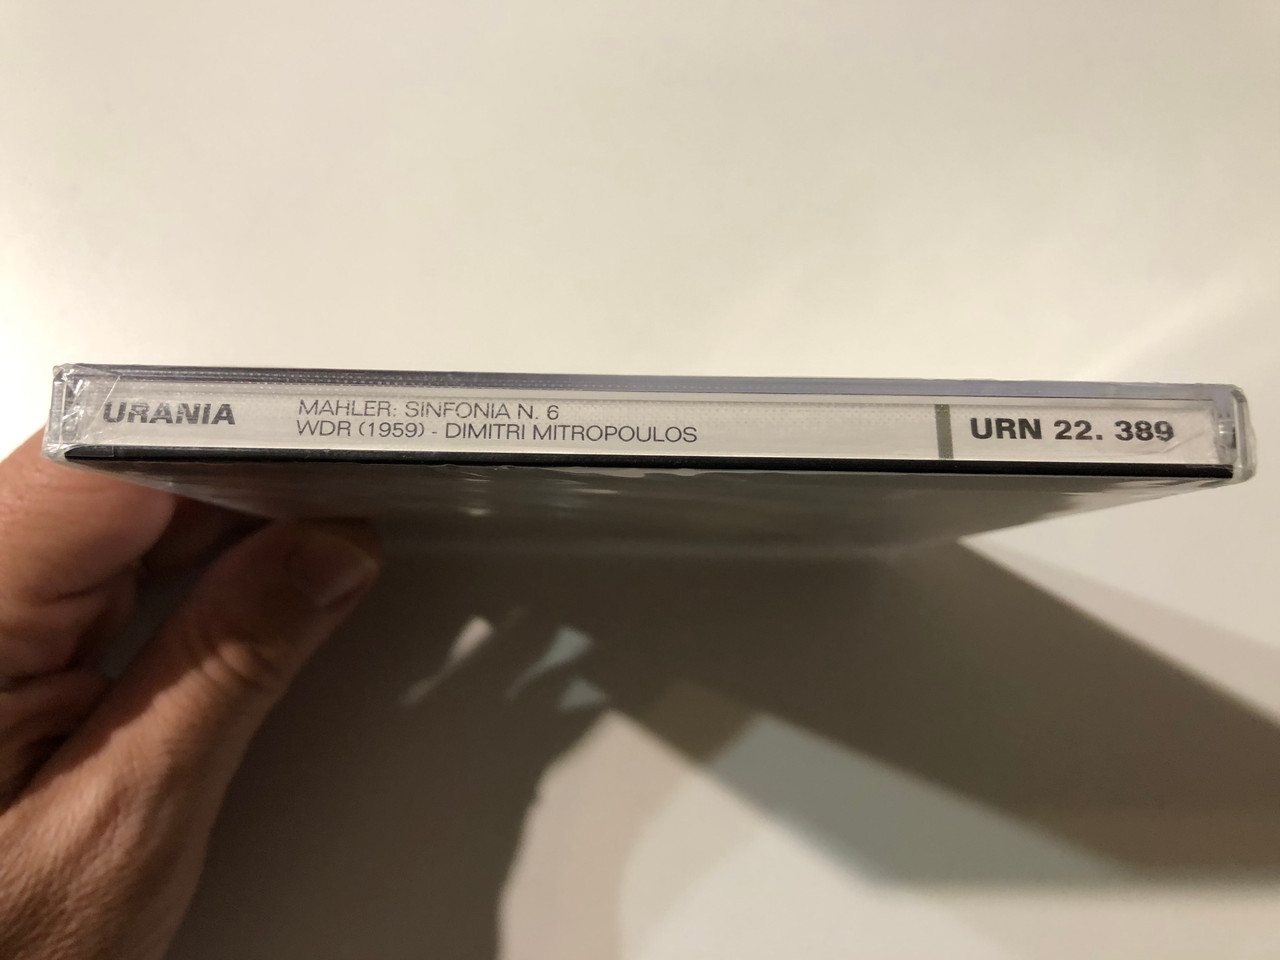 URANIA
MAHLER: SINFONIA N. 6
WDR (1959) - DIMITRI MITROPOULOS
URN 22. 389